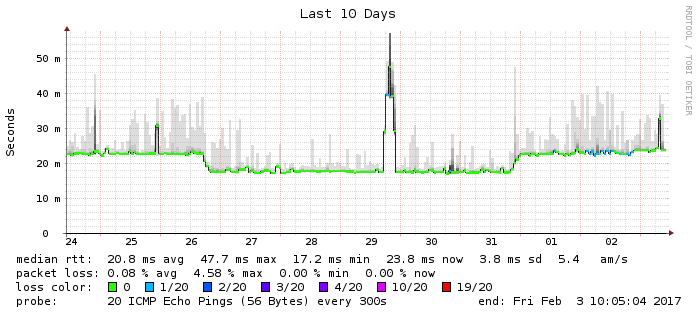 Last 10 Days
RRDTOOL / TOBI OETIKER
Seconds
50 m
40 m
30 m
20 m
10 m
0
24 25 26 27 28 29 30 31 01 02
median rtt: 20.8 ms avg 47.7 ms max 17.2 ms min 23.8 ms now 3.8 ms sd 5.4 am/s
packet loss: 0.08 % avg 4.58 % max 0.00 % min 0.00 % now
loss color: 0 1/20 2/20 3/20 4/20 10/20 19/20
probe: 20 ICMP Echo Pings (56 Bytes) every 300s end: Fri Feb 3 10:05:04 2017